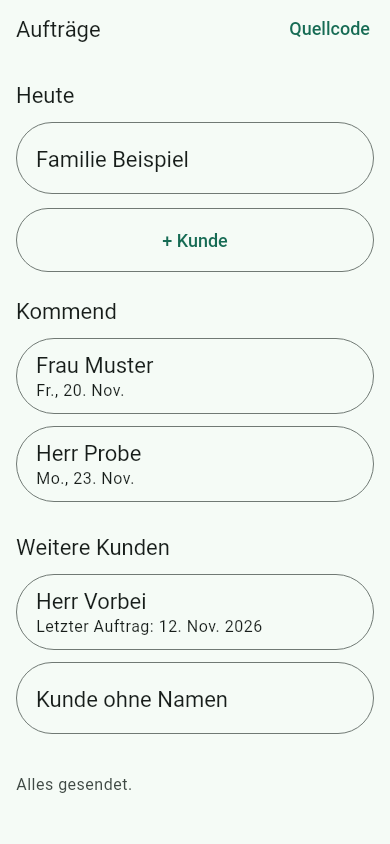 Aufträge
Quellcode
Heute
Familie Beispiel
+ Kunde
Kommend
Frau Muster
Fr., 20. Nov.
Herr Probe
Mo., 23. Nov.
Weitere Kunden
Herr Vorbei
Letzter Auftrag: 12. Nov. 2026
Kunde ohne Namen
Alles gesendet.